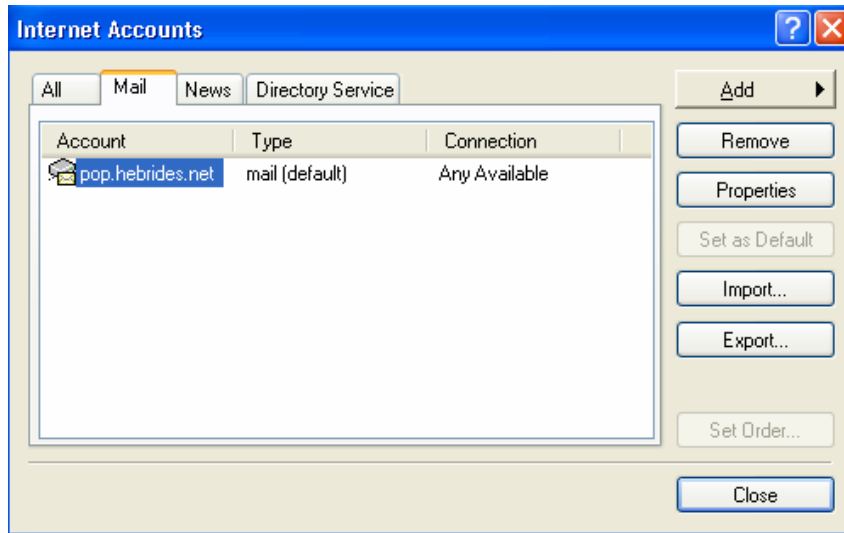 Internet Accounts
All Mail News Directory Service
Add
Account Type Connection
Remove
pop.hebrides.net mail (default) Any Available
Properties
Set as Default
Import...
Export...
Set Order...
Close